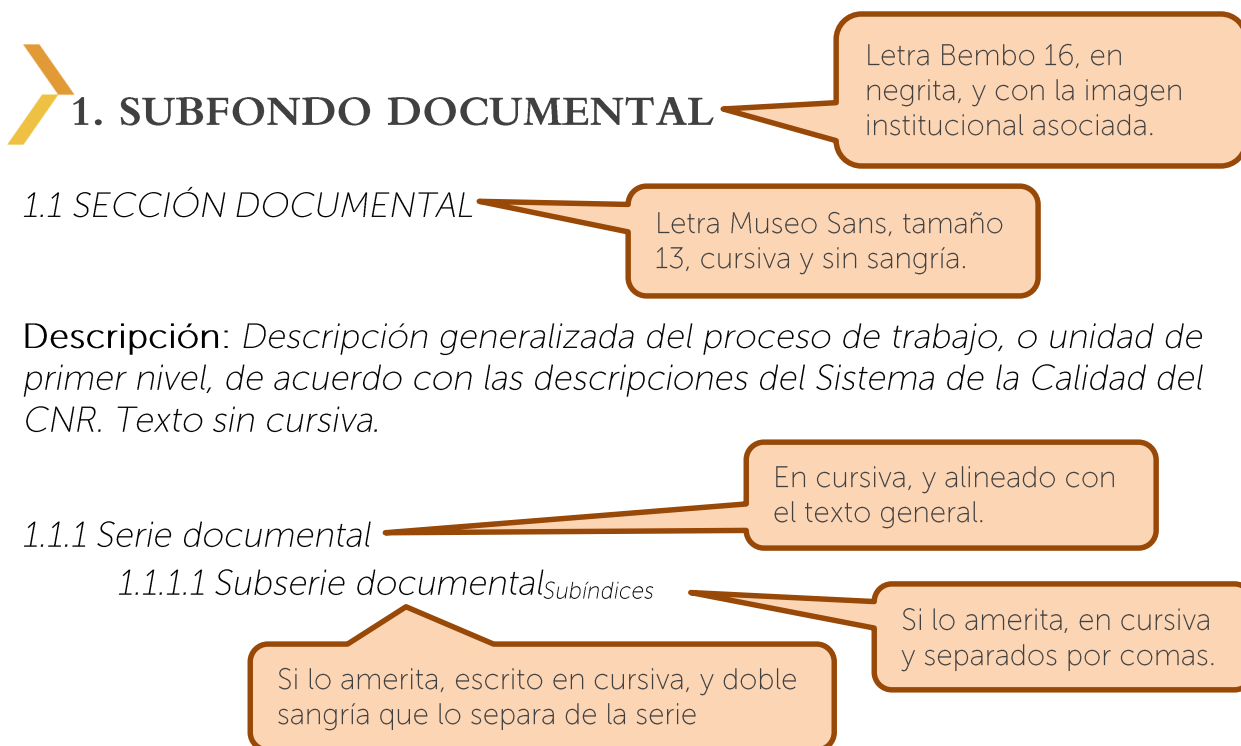 Letra Bembo 16, en
negrita, y con la imagen
institucional asociada.
1. SUBFONDO DOCUMENTAL
1.1 SECCIÓN DOCUMENTAL
Letra Museo Sans, tamaño
13, cursiva y sin sangría.
Descripción: Descripción generalizada del proceso de trabajo, o unidad de
primer nivel, de acuerdo con las descripciones del Sistema de la Calidad del
CNR. Texto sin cursiva.
En cursiva, y alineado con
el texto general.
1.1.1 Serie documental
1.1.1.1 Subserie documental Subíndices
Si lo amerita, en cursiva
y separados por comas.
Si lo amerita, escrito en cursiva, y doble
sangría que lo separa de la serie